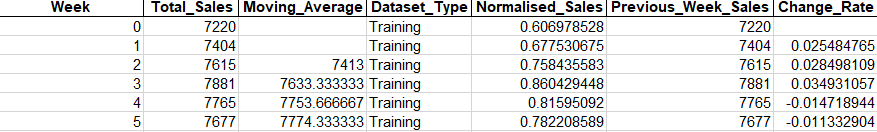 Week Total_Sales Moving_Average Dataset_Type Normalised_Sales Previous_Week_Sales Change_Rate
0 7220 Training 0.606978528 7220
1 7404 Training 0.677530675 7404 0.025484765
2 7615 7413 Training 0.758435583 7615 0.028498109
3 7881 7633.333333 Training 0.860429448 7881 0.034931057
4 7765 7753.666667 Training 0.81595092 7765 -0.014718944
5 7677 7774.333333 Training 0.782208589 7677 -0.011332904